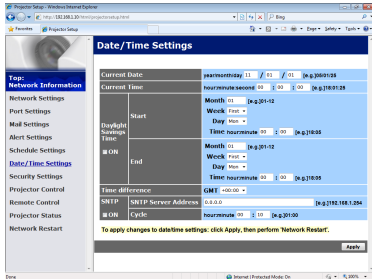 Projector Setup - Windows Internet Explorer
http://192.168.1.20/html/projectorsetup.html
Bing
Favorites Projector Setup
Page Safety Tools
Date/Time Settings
Top:
Network Information
Network Settings
Port Settings
Mail Settings
Alert Settings
Schedule Settings
Date/Time Settings
Security Settings
Projector Control
Remote Control
Projector Status
Network Restart
Current Date year/month/day 11 / 01 / 01 [e.g.]05/01/25
Current Time hour:minute:second 00 : 00 : 00 [e.g.]18:01:25
Daylight Savings Time
ON
Start
Month 01 [e.g.]01-12
Week First
Day Mon
Time hour:minute 00 : 00 [e.g.]18:05
End
Month 01 [e.g.]01-12
Week First
Day Mon
Time hour:minute 00 : 00 [e.g.]18:05
Time difference GMT +00:00
SNTP SNTP Server Address 0.0.0.0 [e.g.]192.168.1.254
ON Cycle hour:minute 00 : 10 [e.g.]01:00
To apply changes to date/time settings: click Apply, then perform 'Network Restart'.
Apply
Done Internet | Protected Mode: On 100%